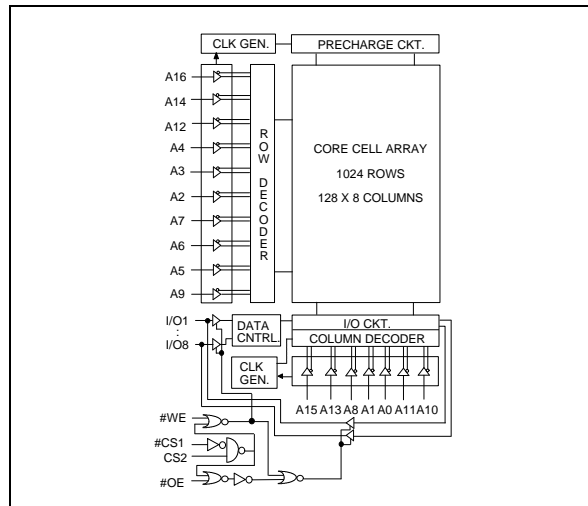 CLK GEN.
PRECHARGE CKT.
A16
A14
A12
A4
A3
A2
A7
A6
A5
A9
ROW DECODER
CORE CELL ARRAY
1024 ROWS
128 X 8 COLUMNS
I/O1
:
I/O8
DATA
CNTRL.
I/O CKT.
COLUMN DECODER
CLK
GEN.
A15 A13 A8 A1 A0 A11 A10
#WE
#CS1
CS2
#OE